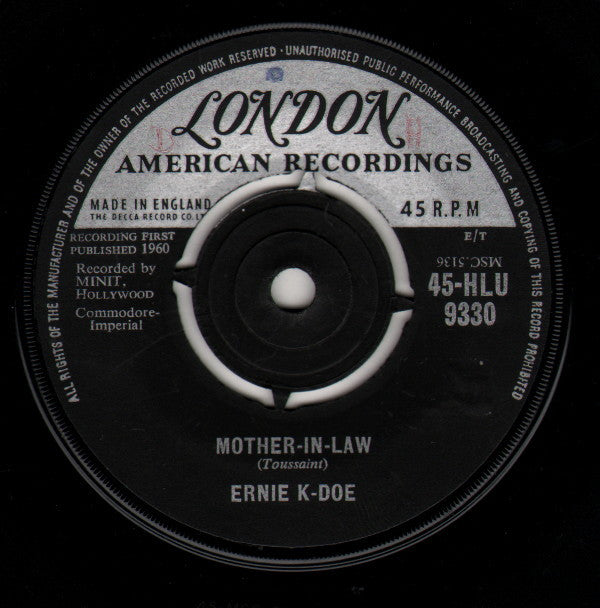 ALL RIGHTS OF THE MANUFACTURER AND OF THE OWNER OF THE RECORDED WORK RESERVED · UNAUTHORISED PUBLIC PERFORMANCE BROADCASTING AND COPYING OF THIS RECORD PROHIBITED
LONDON
AMERICAN RECORDINGS
MADE IN ENGLAND
THE DECCA RECORD CO. LT
45 R.P.M
RECORDING FIRST
PUBLISHED 1960
E/T
Recorded by
MINIT,
HOLLYWOOD
Commodore-
Imperial
MSC.5136
45-HLU
9330
MOTHER-IN-LAW
(Toussaint)
ERNIE K-DOE